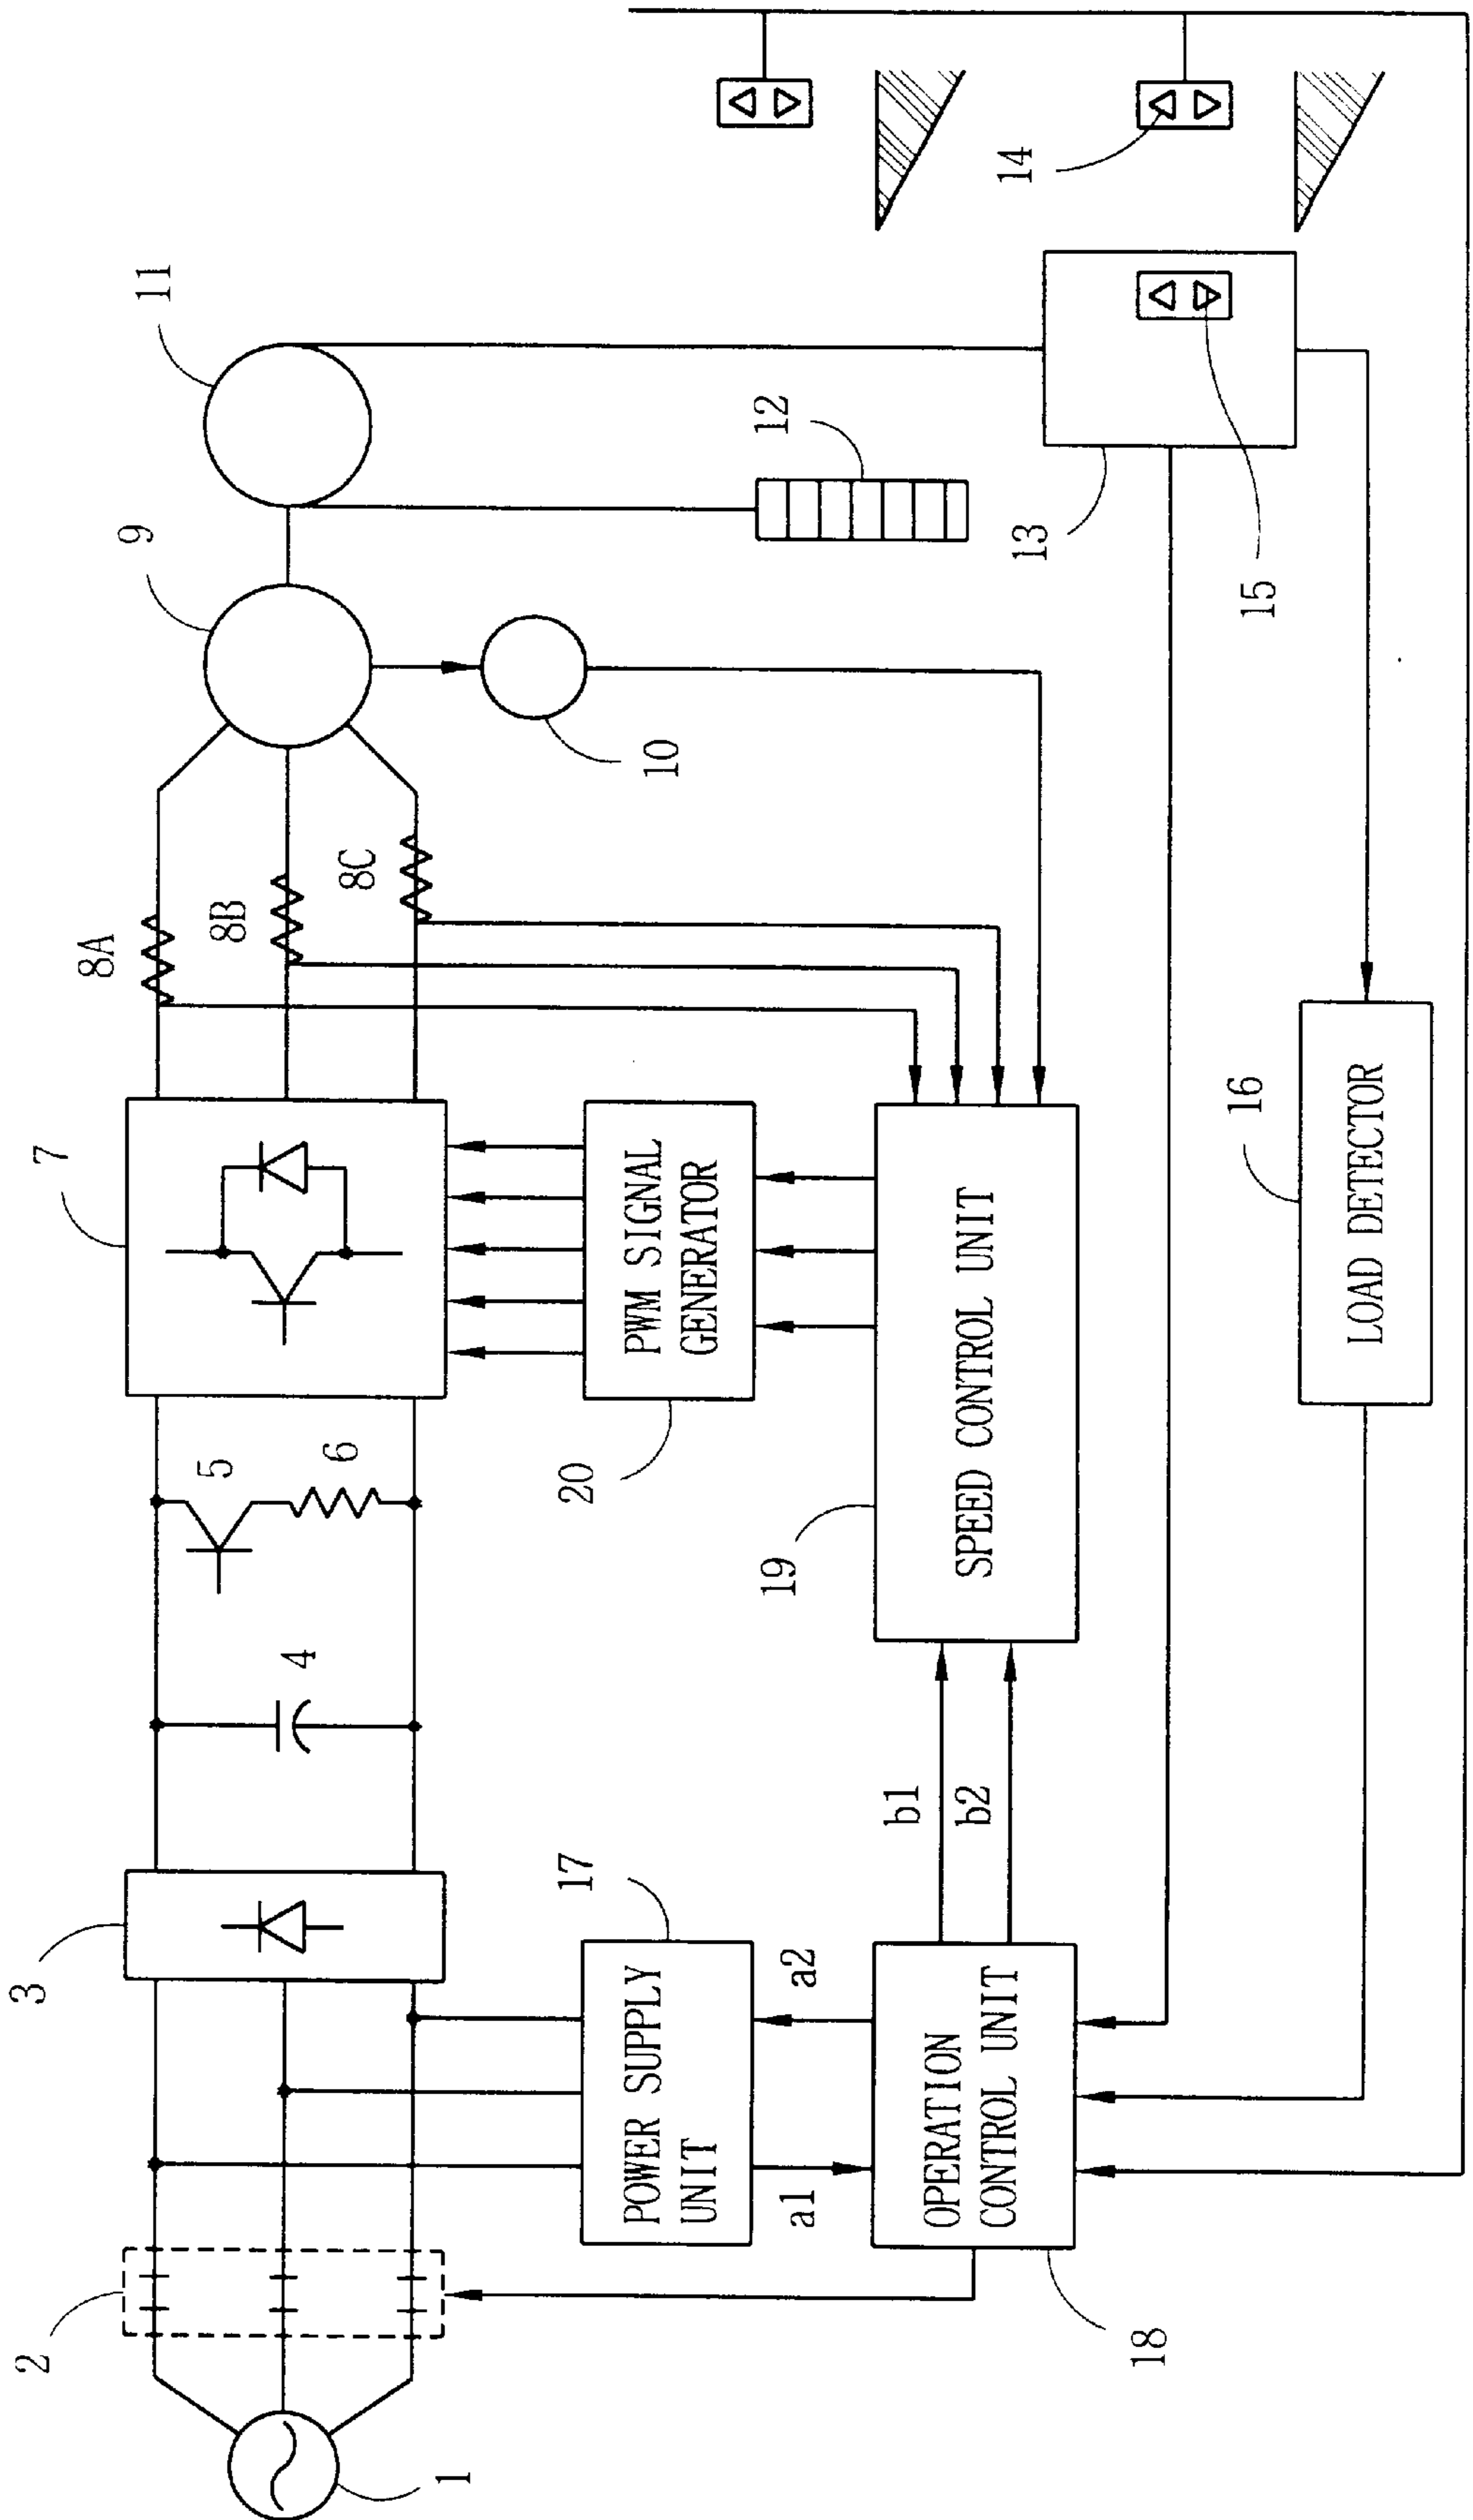 1
2
3
4
5
6
7
8A
8B
8C
9
10
11
12
13
14
15
LOAD DETECTOR
16
POWER SUPPLY
UNIT
17
a1
a2
OPERATION
CONTROL UNIT
18
b1
b2
SPEED CONTROL UNIT
19
PWM SIGNAL
GENERATOR
20